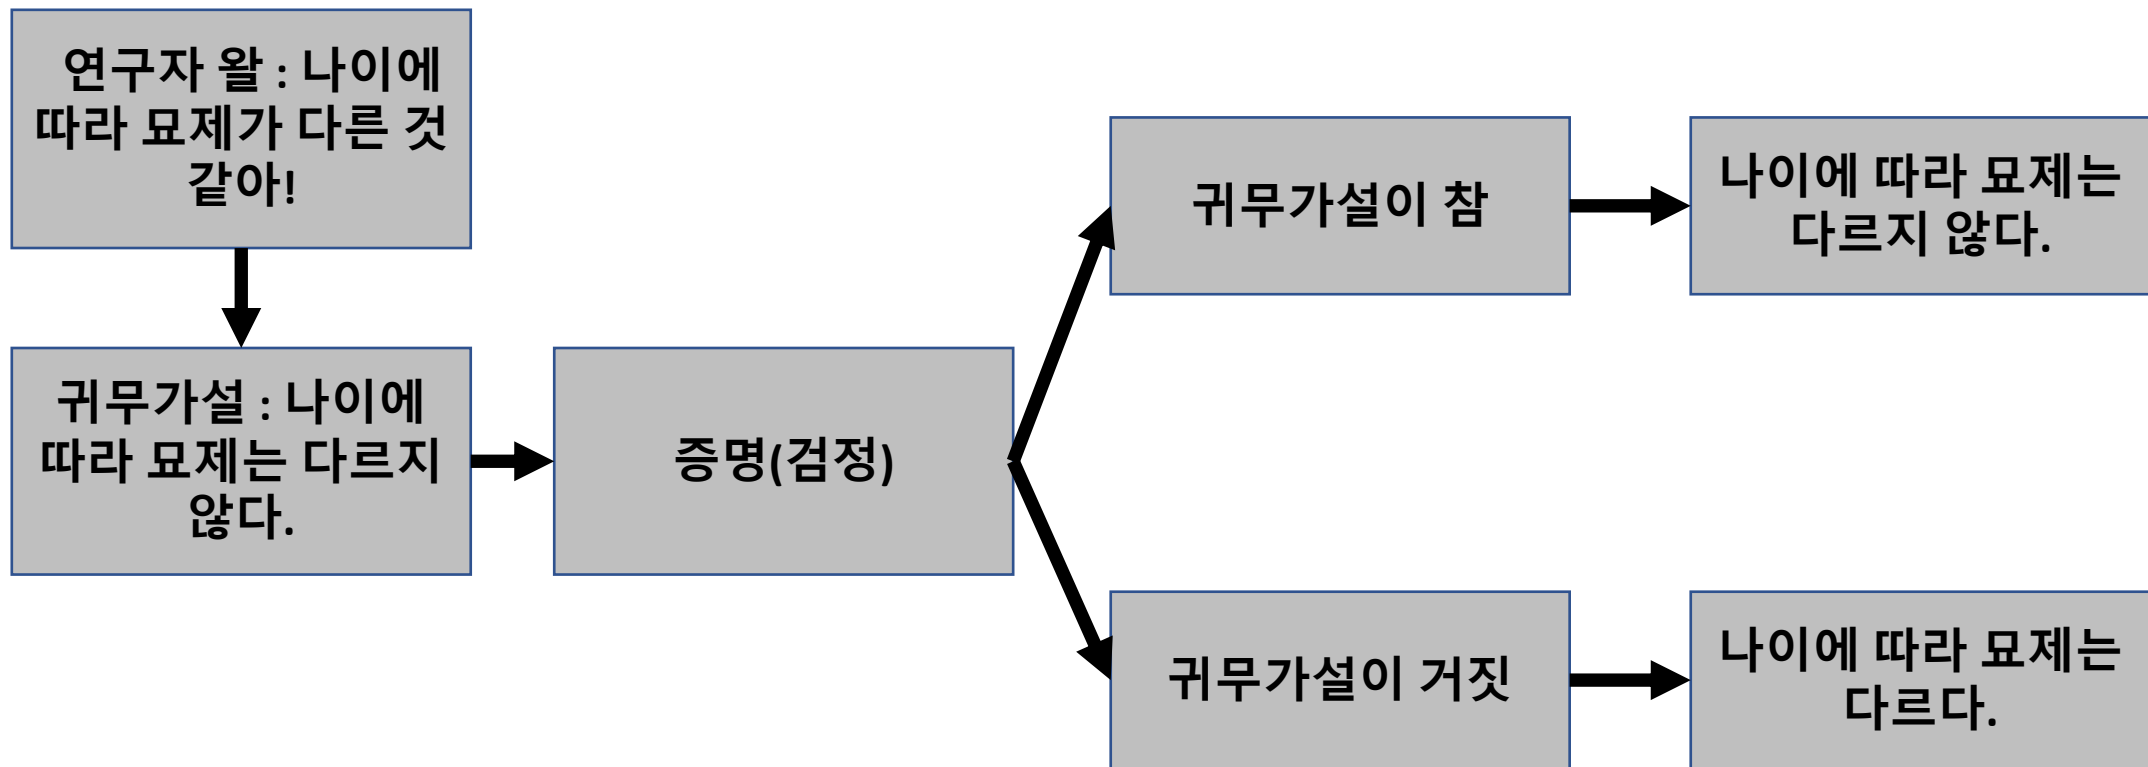 연구자 왈 : 나이에
따라 묘제가 다른 것
같아!
귀무가설 : 나이에
따라 묘제는 다르지
않다.
증명(검정)
귀무가설이 참
나이에 따라 묘제는
다르지 않다.
귀무가설이 거짓
나이에 따라 묘제는
다르다.